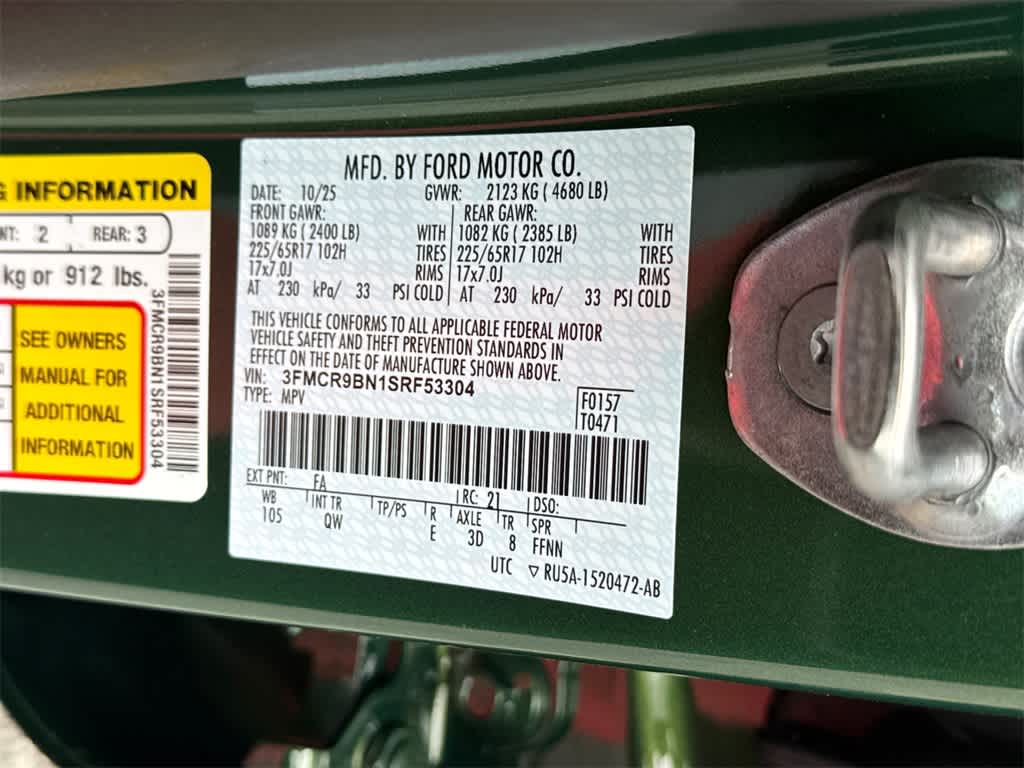 G INFORMATION
NT: 2 REAR: 3
kg or 912 lbs.
SEE OWNERS
MANUAL FOR
ADDITIONAL
INFORMATION
3FMCR9BN1SRF53304
MFD. BY FORD MOTOR CO.
DATE: 10/25 GVWR: 2123 KG ( 4680 LB)
FRONT GAWR: REAR GAWR:
1089 KG ( 2400 LB) WITH 1082 KG ( 2385 LB) WITH
225/65R17 102H TIRES 225/65R17 102H TIRES
17x7.0J RIMS 17x7.0J RIMS
AT 230 kPa/ 33 PSI COLD AT 230 kPa/ 33 PSI COLD
THIS VEHICLE CONFORMS TO ALL APPLICABLE FEDERAL MOTOR
VEHICLE SAFETY AND THEFT PREVENTION STANDARDS IN
EFFECT ON THE DATE OF MANUFACTURE SHOWN ABOVE.
VIN: 3FMCR9BN1SRF53304
TYPE: MPV
F0157
T0471
EXT PNT: FA RC: 21 DSO:
WB INT TR TP/PS R AXLE TR SPR
105 QW E 3D 8 FFNN
UTC ▽ RU5A-1520472-AB